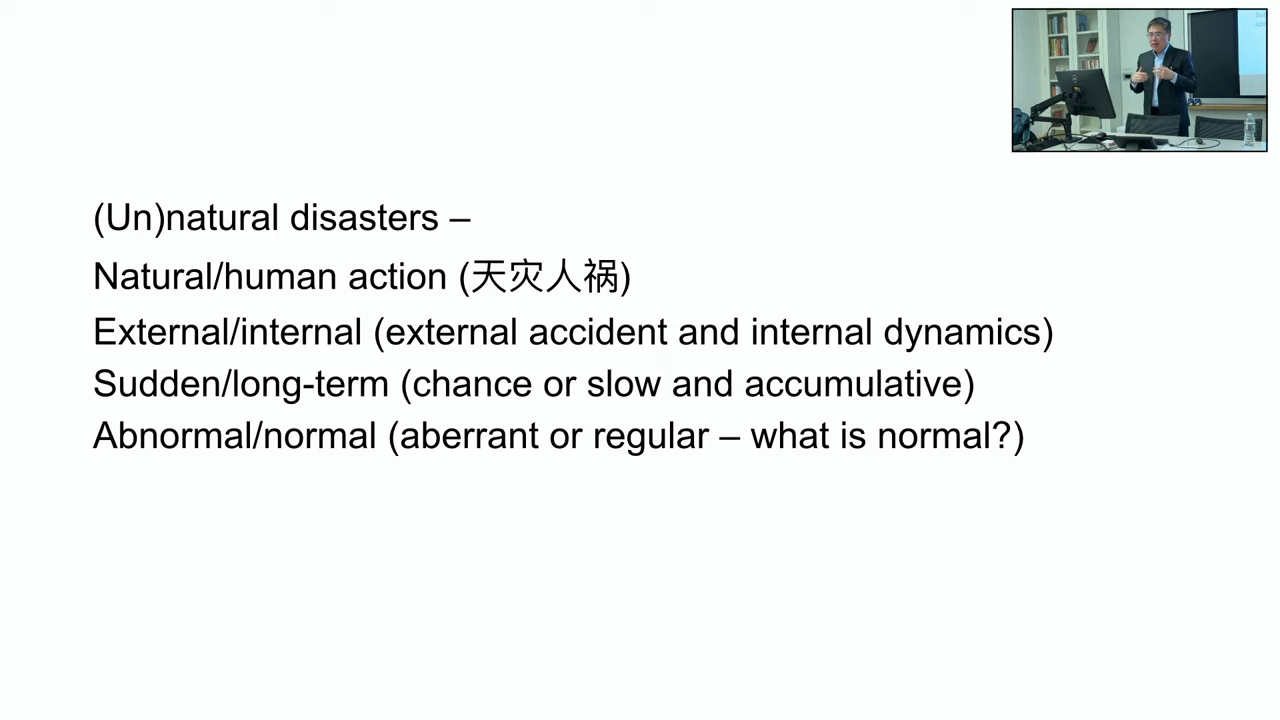 (Un)natural disasters –
Natural/human action (天灾人祸)
External/internal (external accident and internal dynamics)
Sudden/long-term (chance or slow and accumulative)
Abnormal/normal (aberrant or regular – what is normal?)